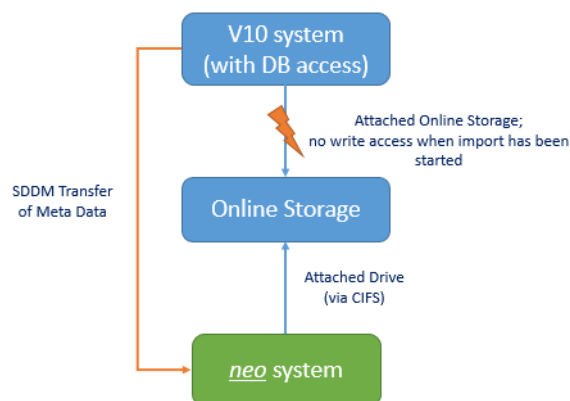 V10 system
(with DB access)
Attached Online Storage;
no write access when import has been
started
SDDM Transfer
of Meta Data
Online Storage
Attached Drive
(via CIFS)
neo system